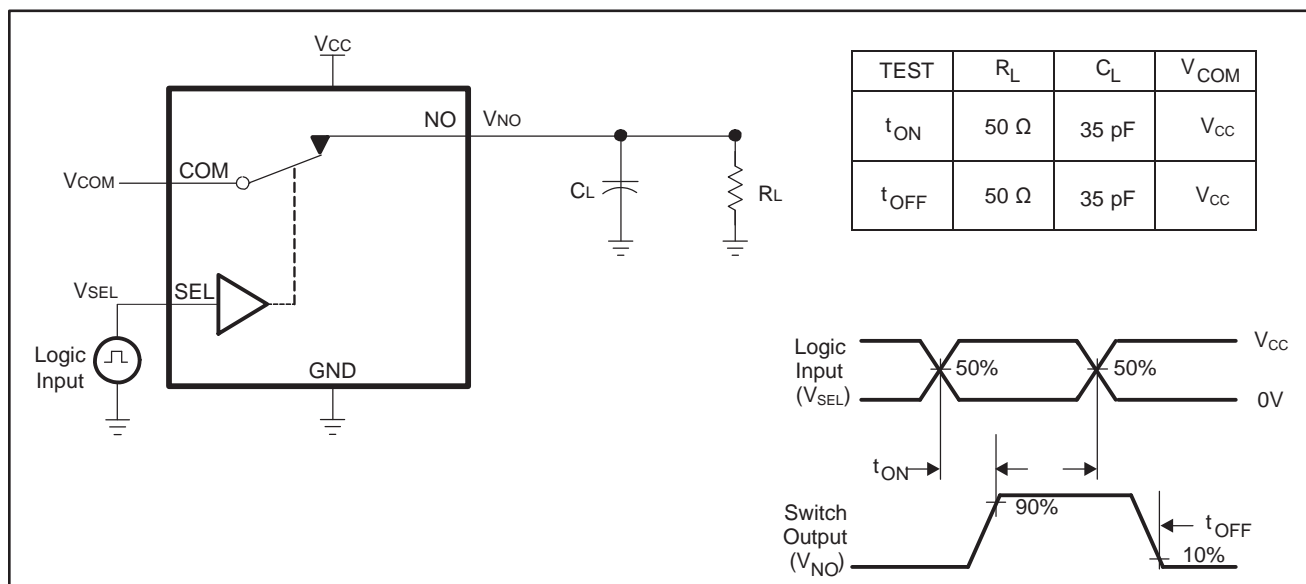 VCC
NO
VNO
VCOM
COM
CL
RL
VSEL
SEL
Logic
Input
GND
TEST RL CL VCOM
tON 50 Ω 35 pF VCC
tOFF 50 Ω 35 pF VCC
Logic
Input
(VSEL)
50%
50%
VCC
0V
tON
Switch
Output
(VNO)
90%
tOFF
10%